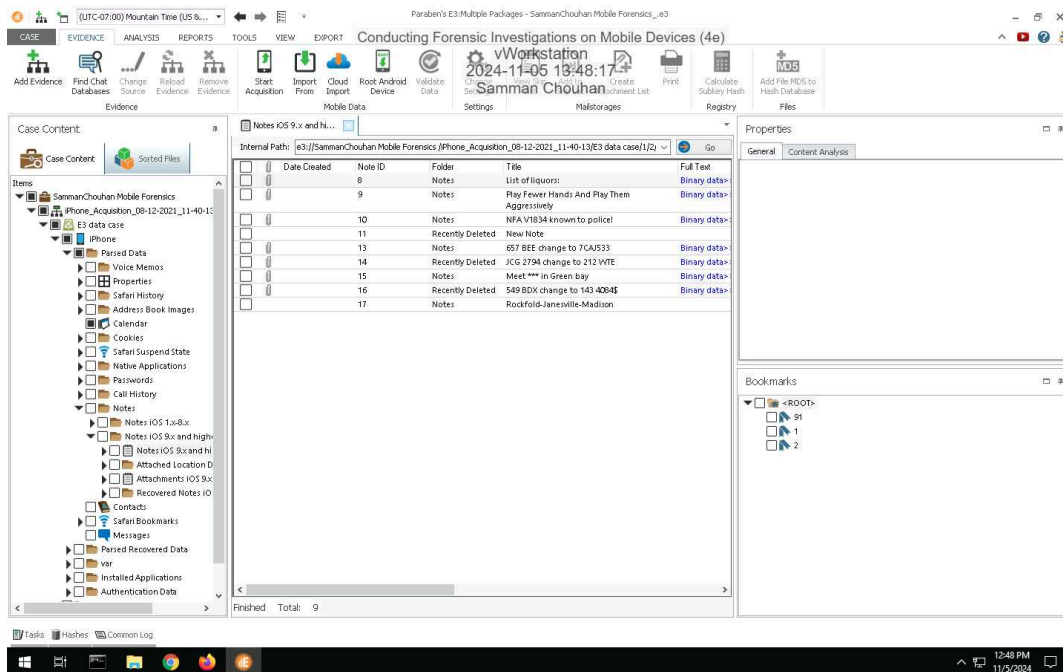 (UTC-07:00) Mountain Time (US &...
Paraben's E3:Multiple Packages - SammanChouhan Mobile Forensics_.e3
CASE EVIDENCE ANALYSIS REPORTS TOOLS VIEW EXPORT
Conducting Forensic Investigations on Mobile Devices (4e)
vWorkstation
2024-11-05 13:48:17
Samman Chouhan
Add Evidence
Find Chat Databases
Change Source
Reload Evidence
Remove Evidence
Evidence
Start Acquisition
Import From
Cloud Import
Root Android Device
Validate Data
Mobile Data
Change
Settings
Create
Attachment List
Print
Mailstorages
Calculate Subkey Hash
Registry
MD5
Add File MD5 to Hash Database
Files
Case Content
Case Content
Sorted Files
Items
SammanChouhan Mobile Forensics
iPhone_Acquisition_08-12-2021_11-40-13
E3 data case
iPhone
Parsed Data
Voice Memos
Properties
Safari History
Address Book Images
Calendar
Cookies
Safari Suspend State
Native Applications
Passwords
Call History
Notes
Notes iOS 1.x-8.x
Notes iOS 9.x and highe
Notes iOS 9.x and hi
Attached Location D
Attachments iOS 9.x
Recovered Notes iO
Contacts
Safari Bookmarks
Messages
Parsed Recovered Data
var
Installed Applications
Authentication Data
Notes iOS 9.x and hi...
Internal Path: e3://SammanChouhan Mobile Forensics /iPhone_Acquisition_08-12-2021_11-40-13/E3 data case/1/2/ Go
Date Created Note ID Folder Title Full Text
8 Notes List of liquors: Binary data>
9 Notes Play Fewer Hands And Play Them Aggressively Binary data>
10 Notes NFA V1834 known to police! Binary data>
11 Recently Deleted New Note
13 Notes 657 BEE change to 7CAJ533 Binary data>
14 Recently Deleted JCG 2794 change to 212 WTE Binary data>
15 Notes Meet *** in Green bay Binary data>
16 Recently Deleted 549 BDX change to 143 4084$ Binary data>
17 Notes Rockfold-Janesville-Madison
Finished Total: 9
Properties
General Content Analysis
Bookmarks
<ROOT>
91
1
2
Tasks Hashes Common Log
12:48 PM
11/5/2024